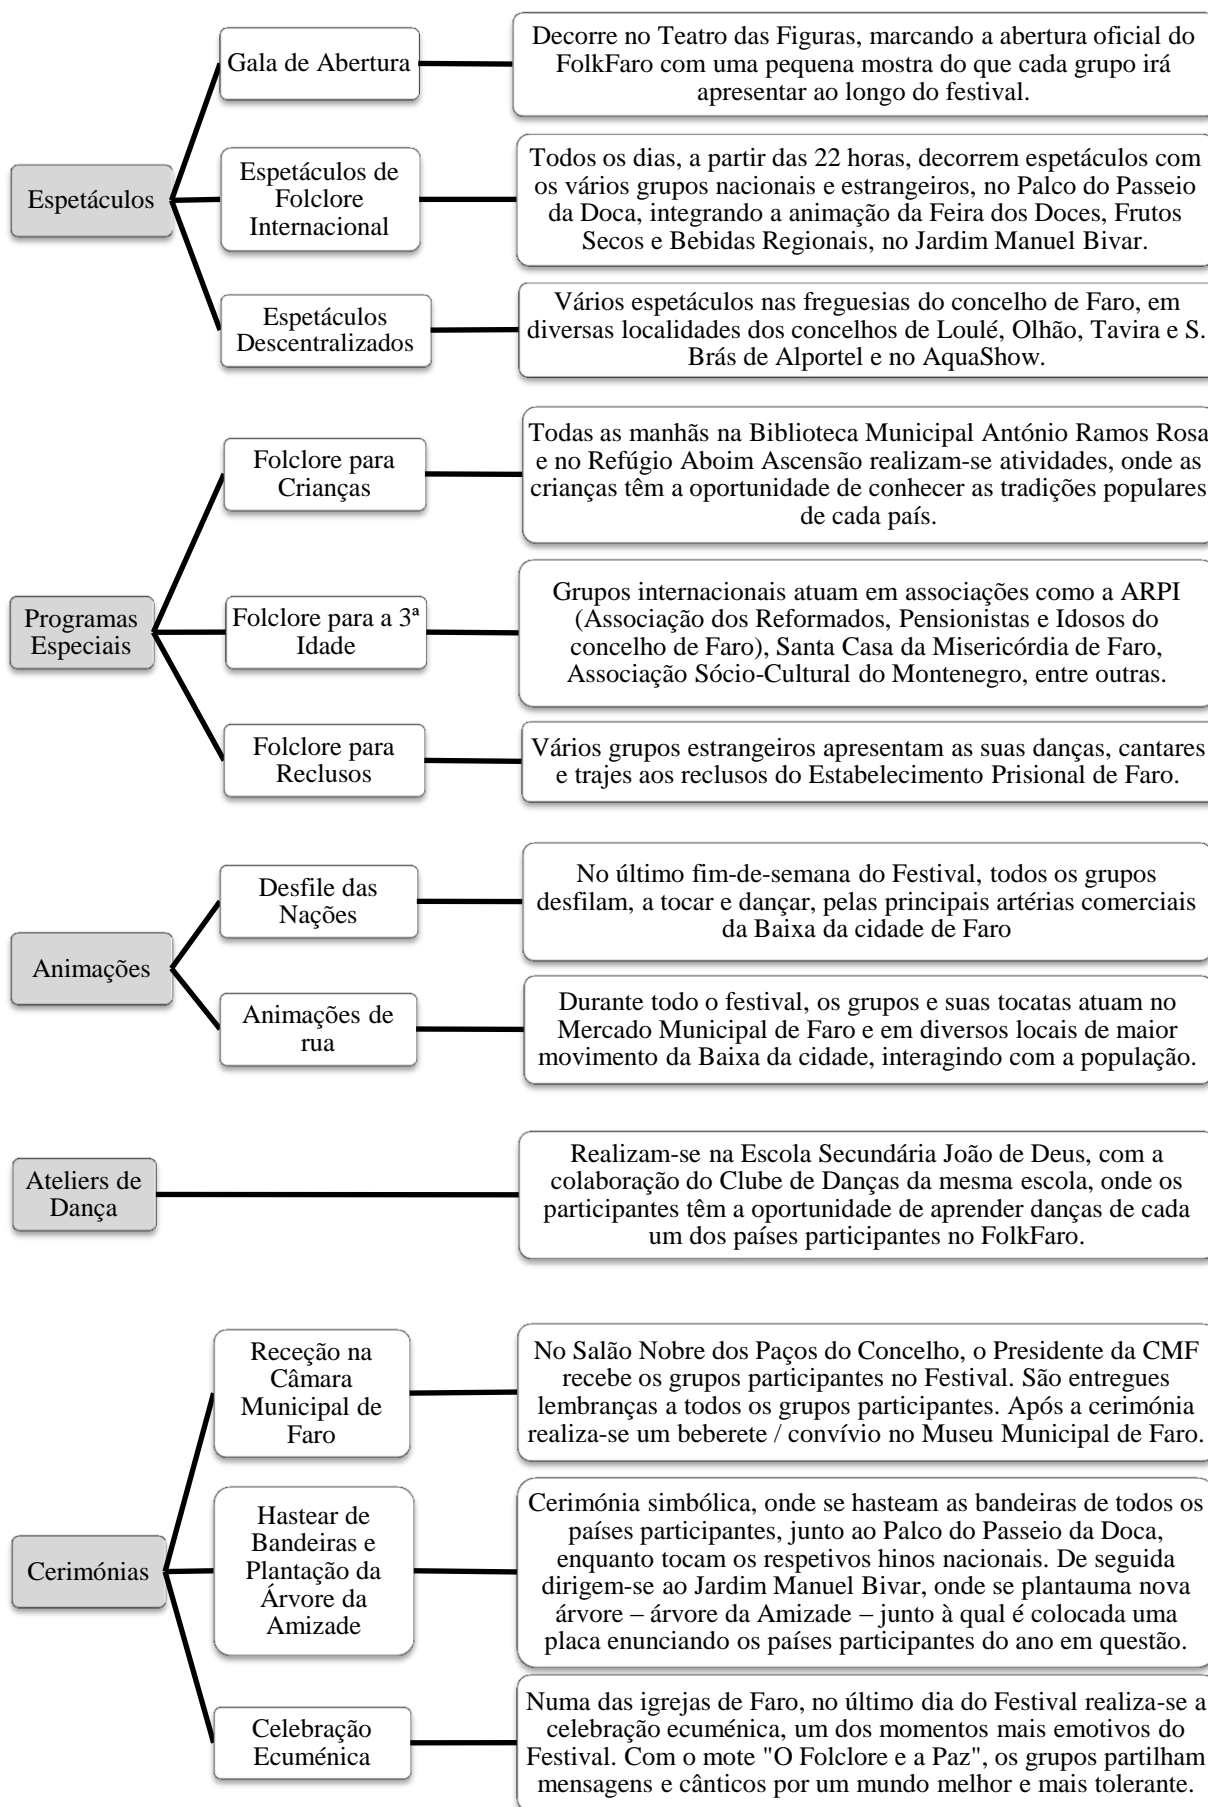 Espetáculos
Gala de Abertura
Decorre no Teatro das Figuras, marcando a abertura oficial do
FolkFaro com uma pequena mostra do que cada grupo irá
apresentar ao longo do festival.
Espetáculos de
Folclore
Internacional
Todos os dias, a partir das 22 horas, decorrem espetáculos com
os vários grupos nacionais e estrangeiros, no Palco do Passeio
da Doca, integrando a animação da Feira dos Doces, Frutos
Secos e Bebidas Regionais, no Jardim Manuel Bivar.
Espetáculos
Descentralizados
Vários espetáculos nas freguesias do concelho de Faro, em
diversas localidades dos concelhos de Loulé, Olhão, Tavira e S.
Brás de Alportel e no AquaShow.
Programas
Especiais
Folclore para
Crianças
Todas as manhãs na Biblioteca Municipal António Ramos Rosa
e no Refúgio Aboim Ascensão realizam-se atividades, onde as
crianças têm a oportunidade de conhecer as tradições populares
de cada país.
Folclore para a 3ª
Idade
Grupos internacionais atuam em associações como a ARPI
(Associação dos Reformados, Pensionistas e Idosos do
concelho de Faro), Santa Casa da Misericórdia de Faro,
Associação Sócio-Cultural do Montenegro, entre outras.
Folclore para
Reclusos
Vários grupos estrangeiros apresentam as suas danças, cantares
e trajes aos reclusos do Estabelecimento Prisional de Faro.
Animações
Desfile das
Nações
No último fim-de-semana do Festival, todos os grupos
desfilam, a tocar e dançar, pelas principais artérias comerciais
da Baixa da cidade de Faro
Animações de
rua
Durante todo o festival, os grupos e suas tocatas atuam no
Mercado Municipal de Faro e em diversos locais de maior
movimento da Baixa da cidade, interagindo com a população.
Ateliers de
Dança
Realizam-se na Escola Secundária João de Deus, com a
colaboração do Clube de Danças da mesma escola, onde os
participantes têm a oportunidade de aprender danças de cada
um dos países participantes no FolkFaro.
Cerimónias
Receção na
Câmara
Municipal de
Faro
No Salão Nobre dos Paços do Concelho, o Presidente da CMF
recebe os grupos participantes no Festival. São entregues
lembranças a todos os grupos participantes. Após a cerimónia
realiza-se um beberete / convívio no Museu Municipal de Faro.
Hastear de
Bandeiras e
Plantação da
Árvore da
Amizade
Cerimónia simbólica, onde se hasteam as bandeiras de todos os
países participantes, junto ao Palco do Passeio da Doca,
enquanto tocam os respetivos hinos nacionais. De seguida
dirigem-se ao Jardim Manuel Bivar, onde se plantauma nova
árvore – árvore da Amizade – junto à qual é colocada uma
placa enunciando os países participantes do ano em questão.
Celebração
Ecuménica
Numa das igrejas de Faro, no último dia do Festival realiza-se a
celebração ecuménica, um dos momentos mais emotivos do
Festival. Com o mote "O Folclore e a Paz", os grupos partilham
mensagens e cânticos por um mundo melhor e mais tolerante.